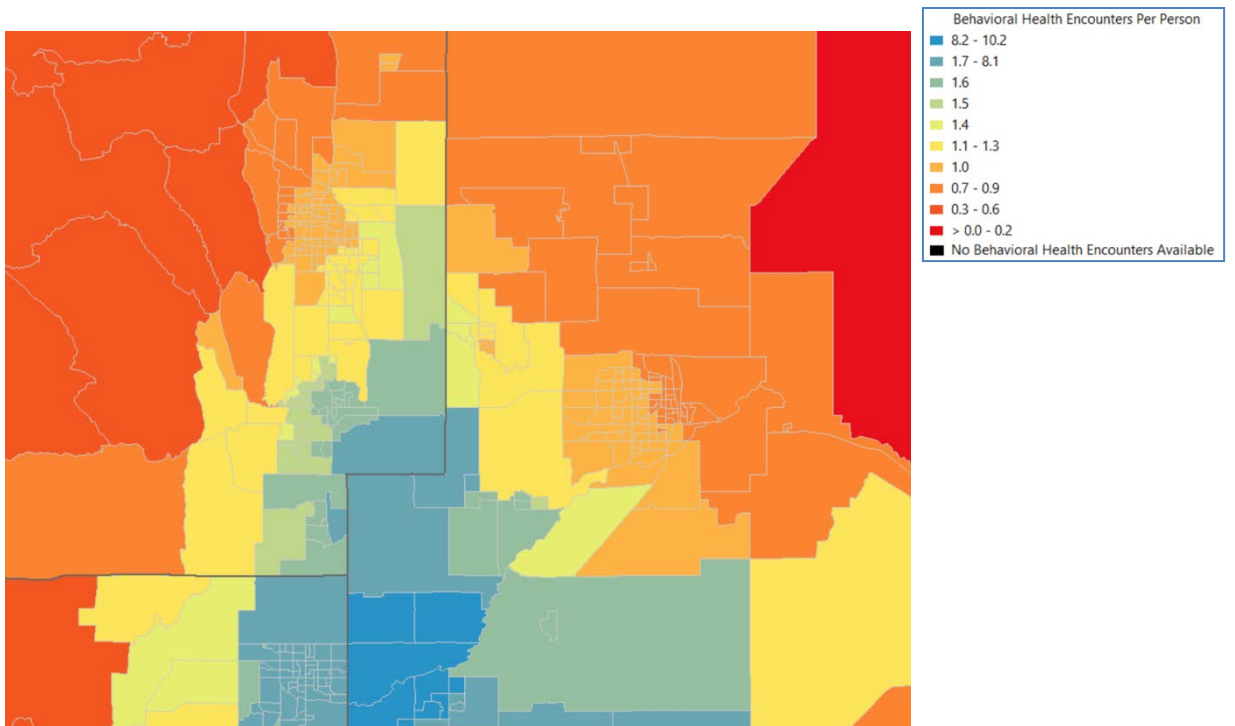 Behavioral Health Encounters Per Person
8.2 - 10.2
1.7 - 8.1
1.6
1.5
1.4
1.1 - 1.3
1.0
0.7 - 0.9
0.3 - 0.6
> 0.0 - 0.2
No Behavioral Health Encounters Available